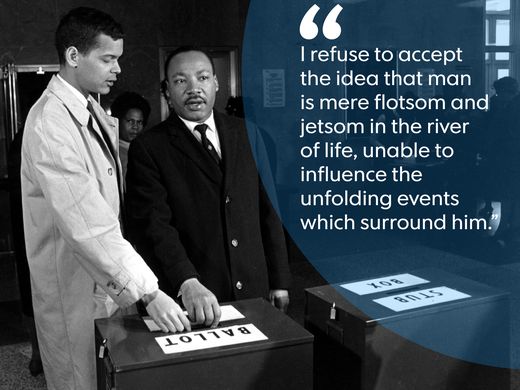 “
I refuse to accept
the idea that man
is mere flotsom and
jetsom in the river
of life, unable to
influence the
unfolding events
which surround him.”
BOX
STUB
BALLOT